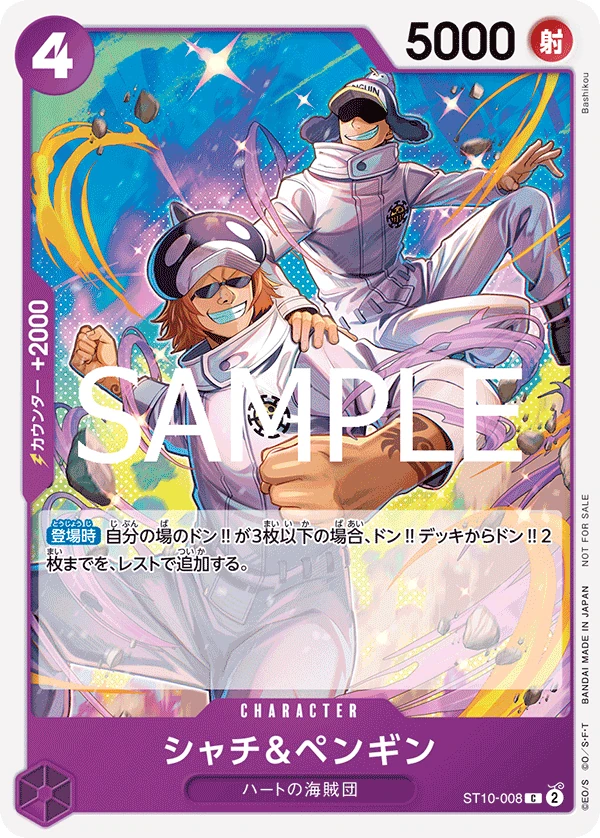 4
5000
射
Bashikou
PENGUIN
カウンター +2000
SAMPLE
登場時 自分の場のドン!!が3枚以下の場合、ドン!!デッキからドン!!2
枚までを、レストで追加する。
CHARACTER
シャチ&ペンギン
ハートの海賊団
ST10-008 C 2
©E.O/S ©O/S・F・T BANDAI MADE IN JAPAN NOT FOR SALE